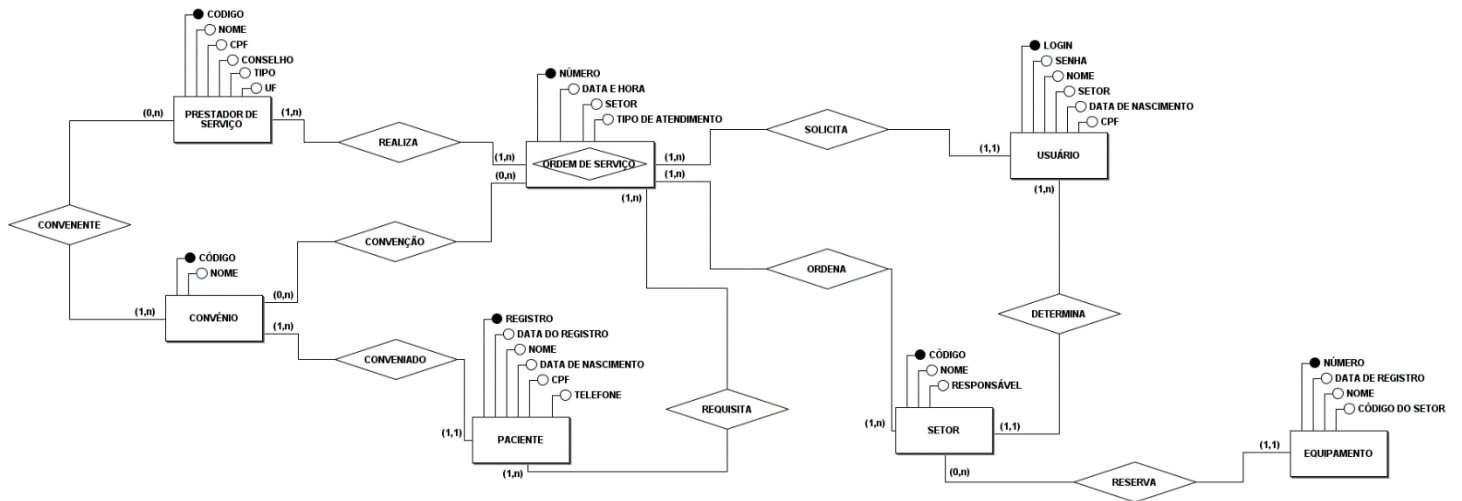 CODIGO
NOME
CPF
CONSELHO
TIPO
UF
PRESTADOR DE
SERVIÇO
(0,n)
(1,n)
REALIZA
(1,n)
NÚMERO
DATA E HORA
SETOR
TIPO DE ATENDIMENTO
ORDEM DE SERVIÇO
(1,n)
(0,n)
(1,n)
(1,n)
SOLICITA
(1,1)
LOGIN
SENHA
NOME
SETOR
DATA DE NASCIMENTO
CPF
USUÁRIO
(1,n)
CONVENENTE
(1,n)
CONVENÇÃO
(0,n)
CÓDIGO
NOME
CONVÊNIO
(1,n)
CONVENIADO
(1,1)
REGISTRO
DATA DO REGISTRO
NOME
DATA DE NASCIMENTO
CPF
TELEFONE
PACIENTE
(1,n)
REQUISITA
ORDENA
(1,n)
DETERMINA
(1,1)
CÓDIGO
NOME
RESPONSÁVEL
SETOR
(0,n)
RESERVA
(1,1)
NÚMERO
DATA DE REGISTRO
NOME
CÓDIGO DO SETOR
EQUIPAMENTO